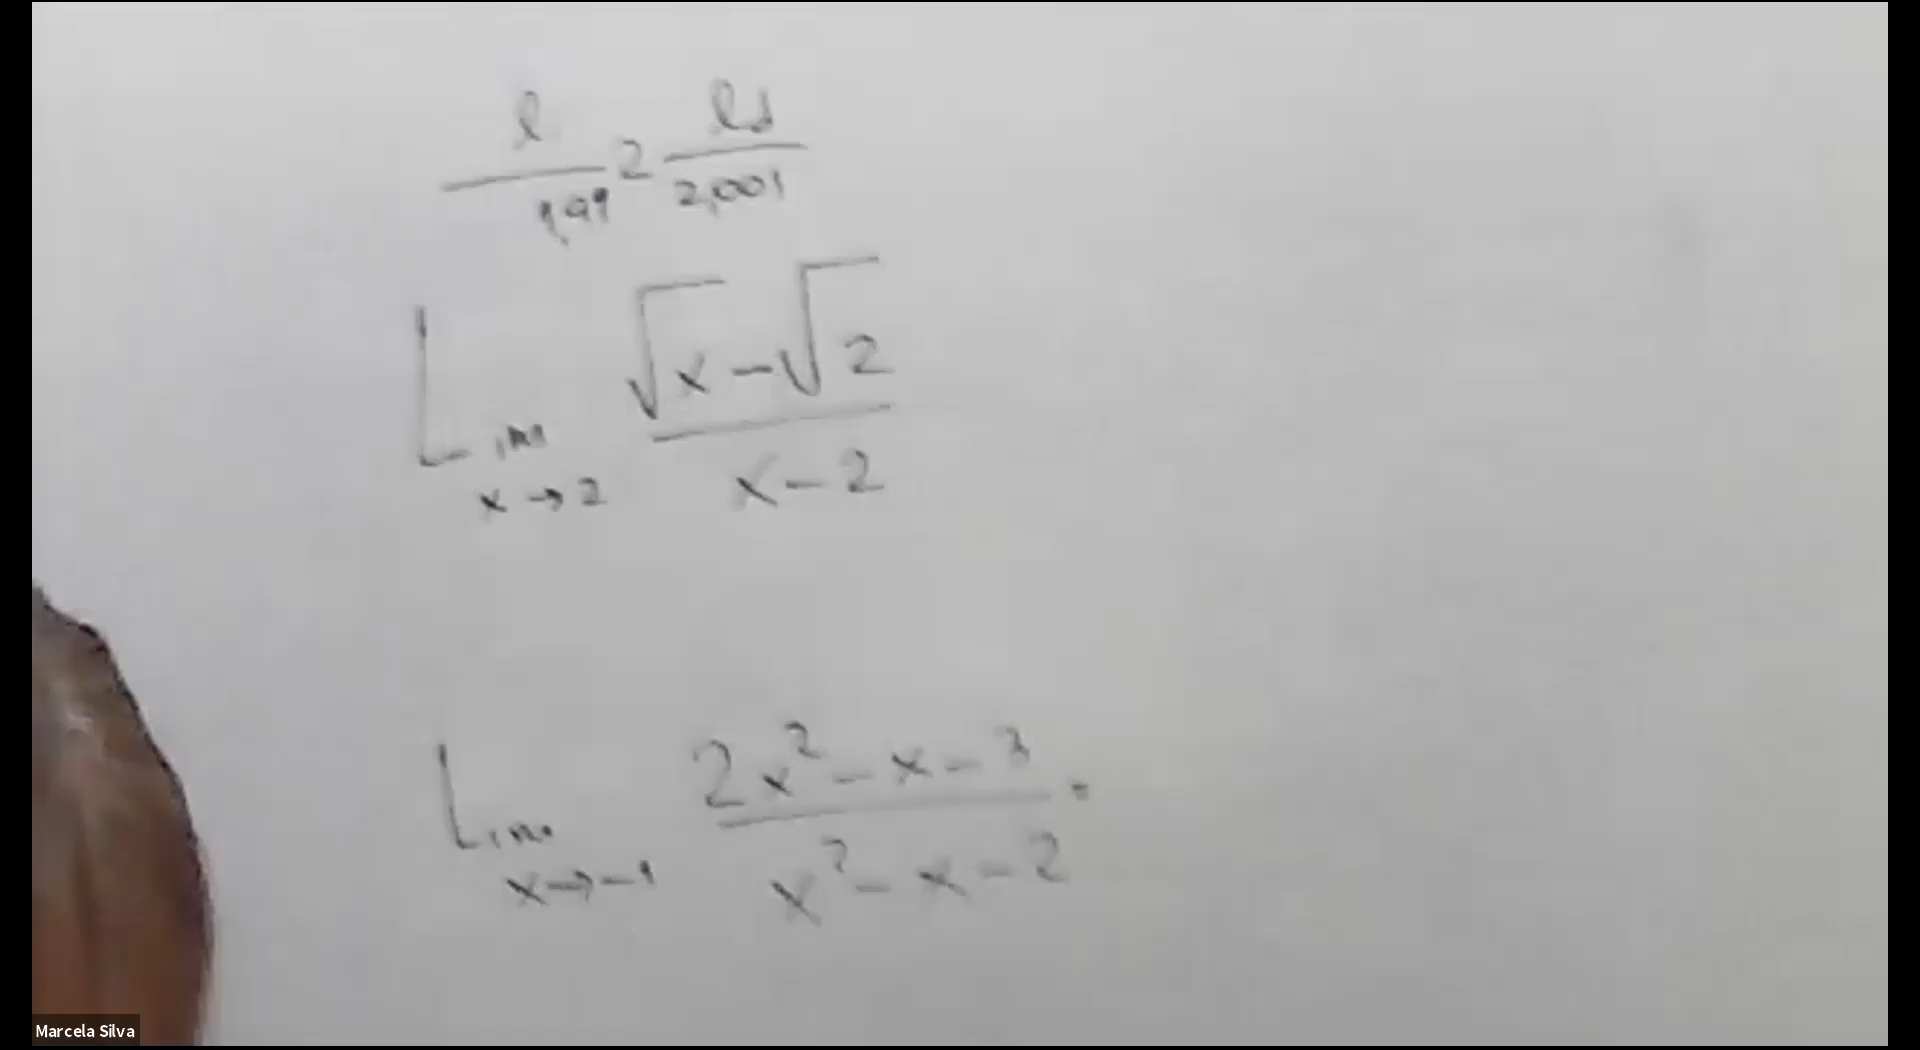 l ld
1,99 2 2,001
√x - √2
Lim
x → 2 x - 2
2x² - x - 3
Lim
x → -1 x² - x - 2
Marcela Silva